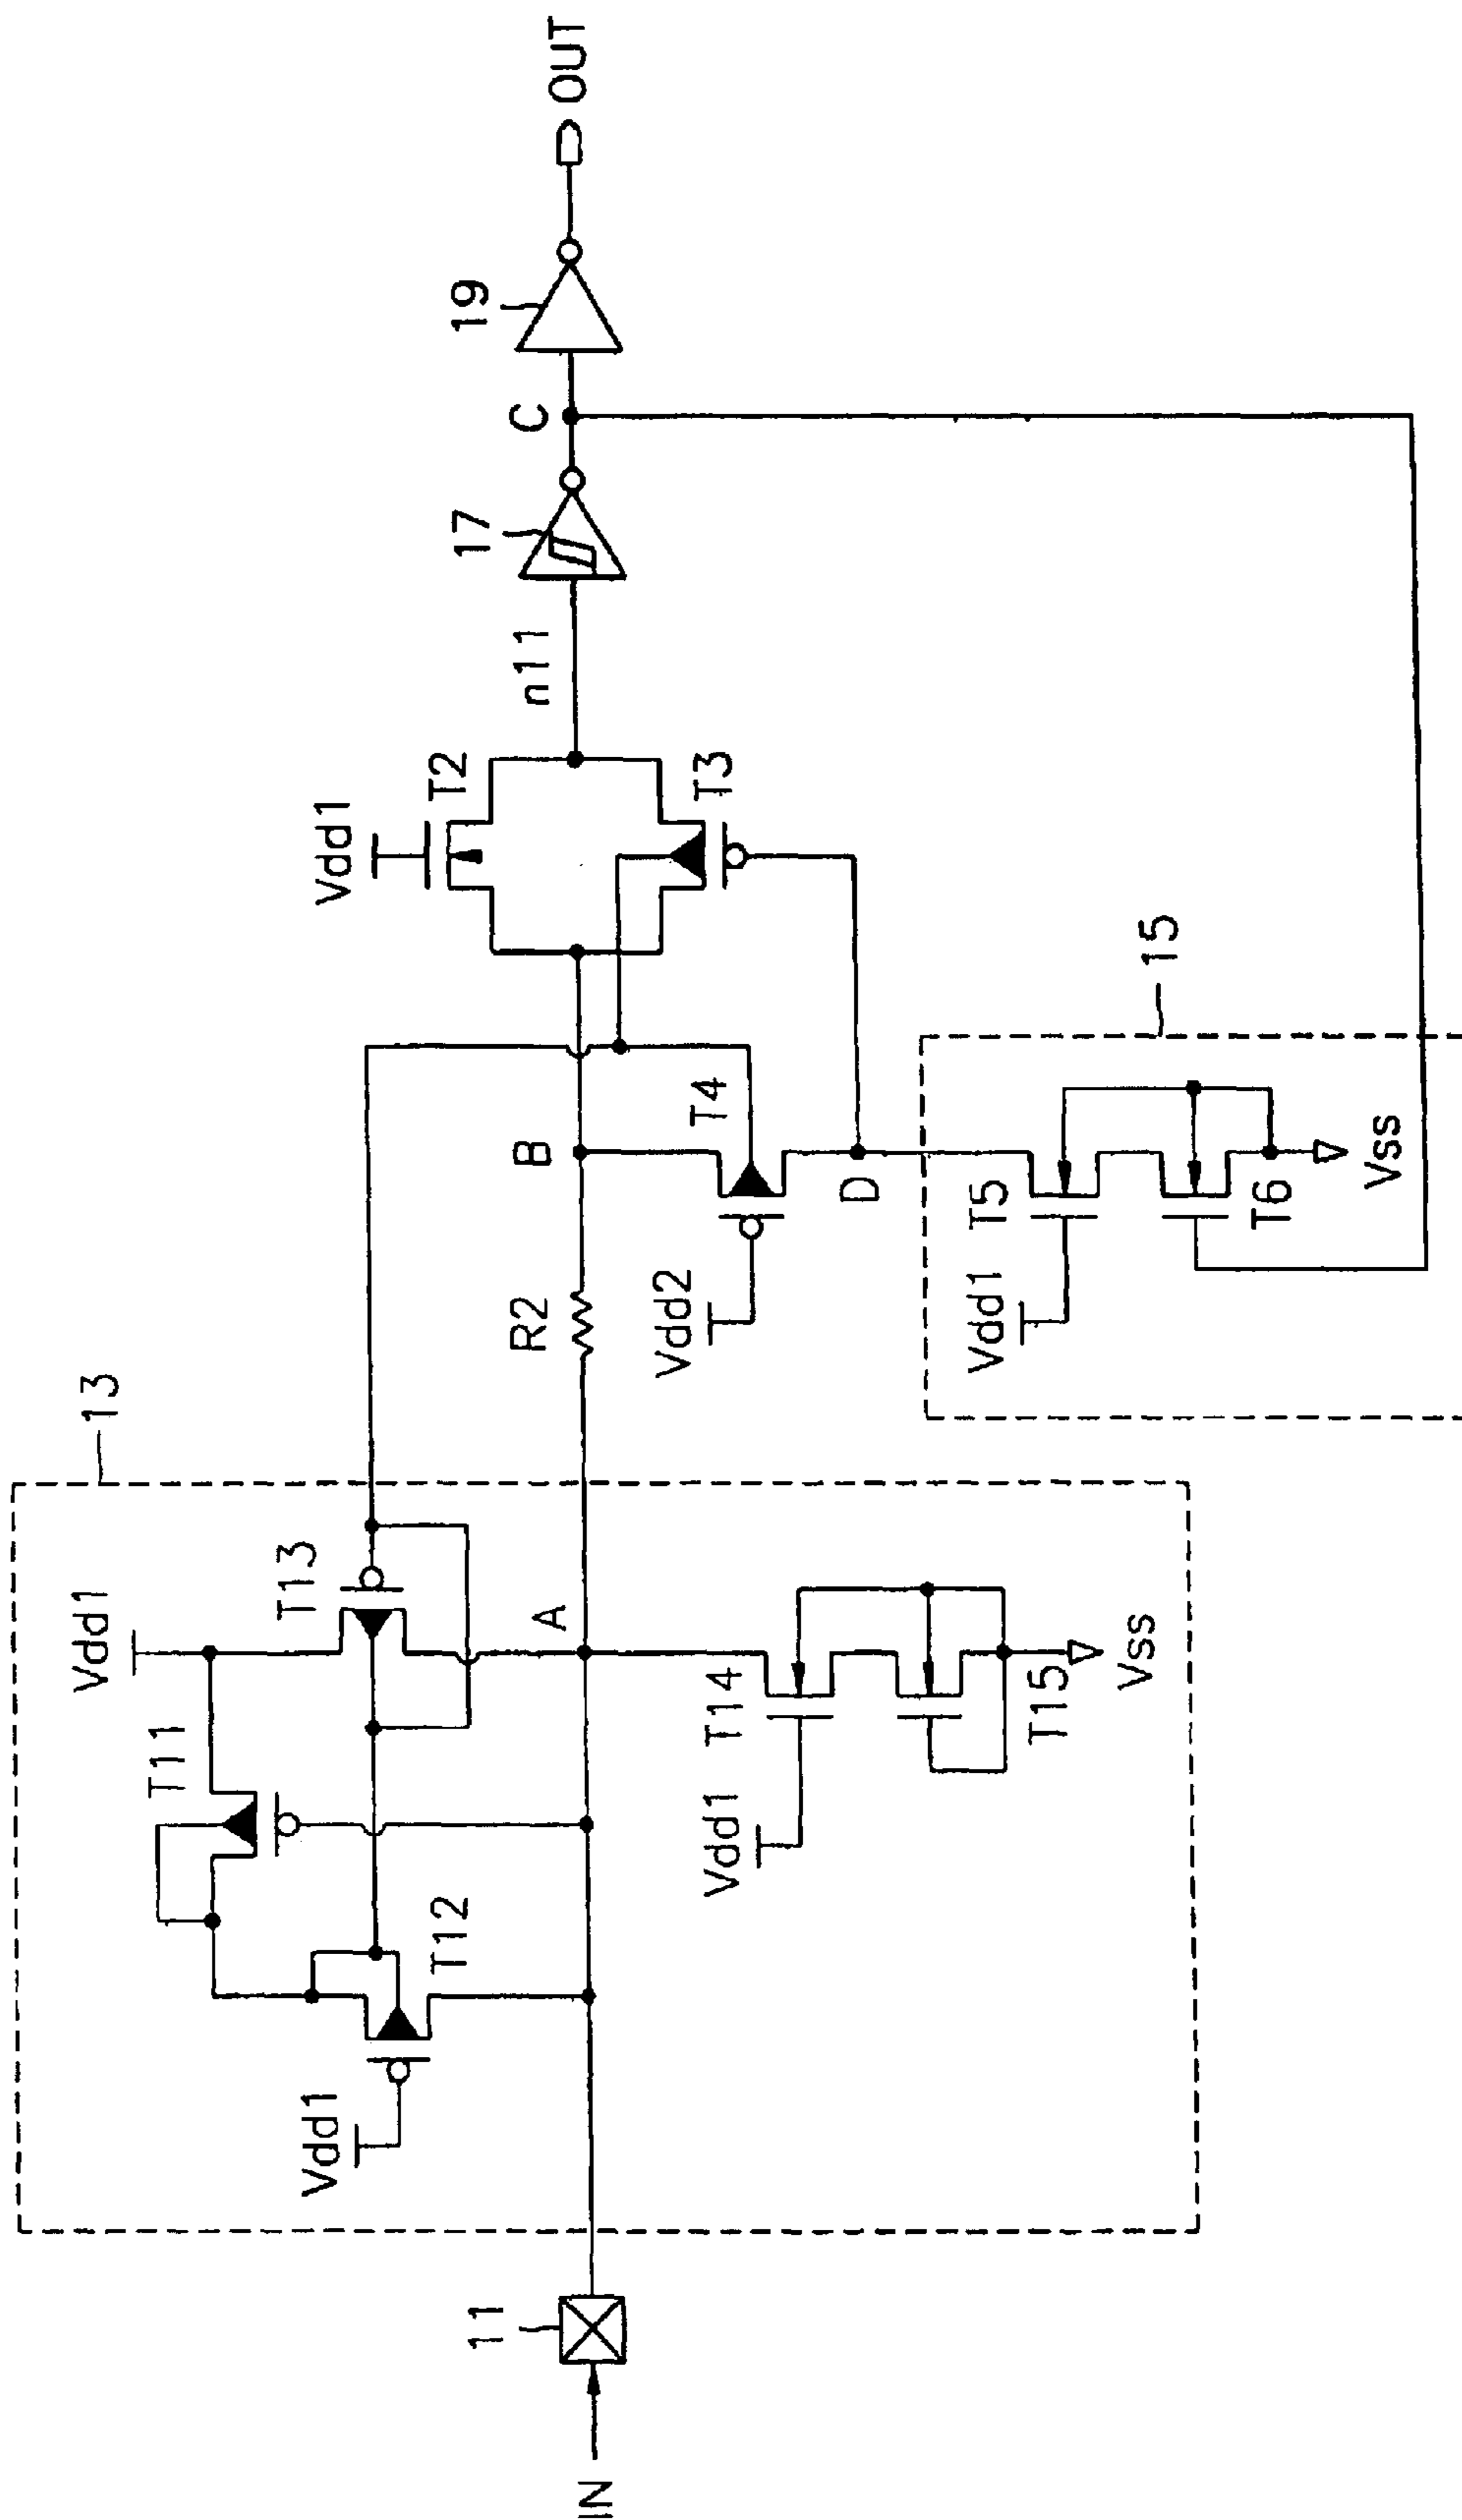 IN
11
13
Vdd1
T11
T13
Vdd1
T12
A
Vdd1
T14
T15
Vss
R2
B
Vdd2
T4
D
15
Vdd1
T5
T6
Vss
Vdd1
T2
T3
n11
17
C
19
OUT